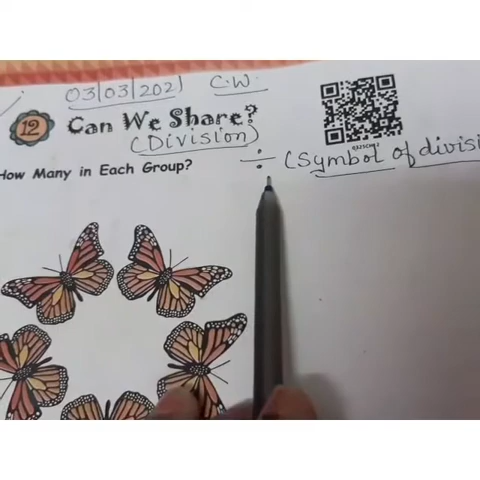 03/03/2021 C.W.
12 Can We Share?
(Division)
÷ (Symbol of divisi
How Many in Each Group?